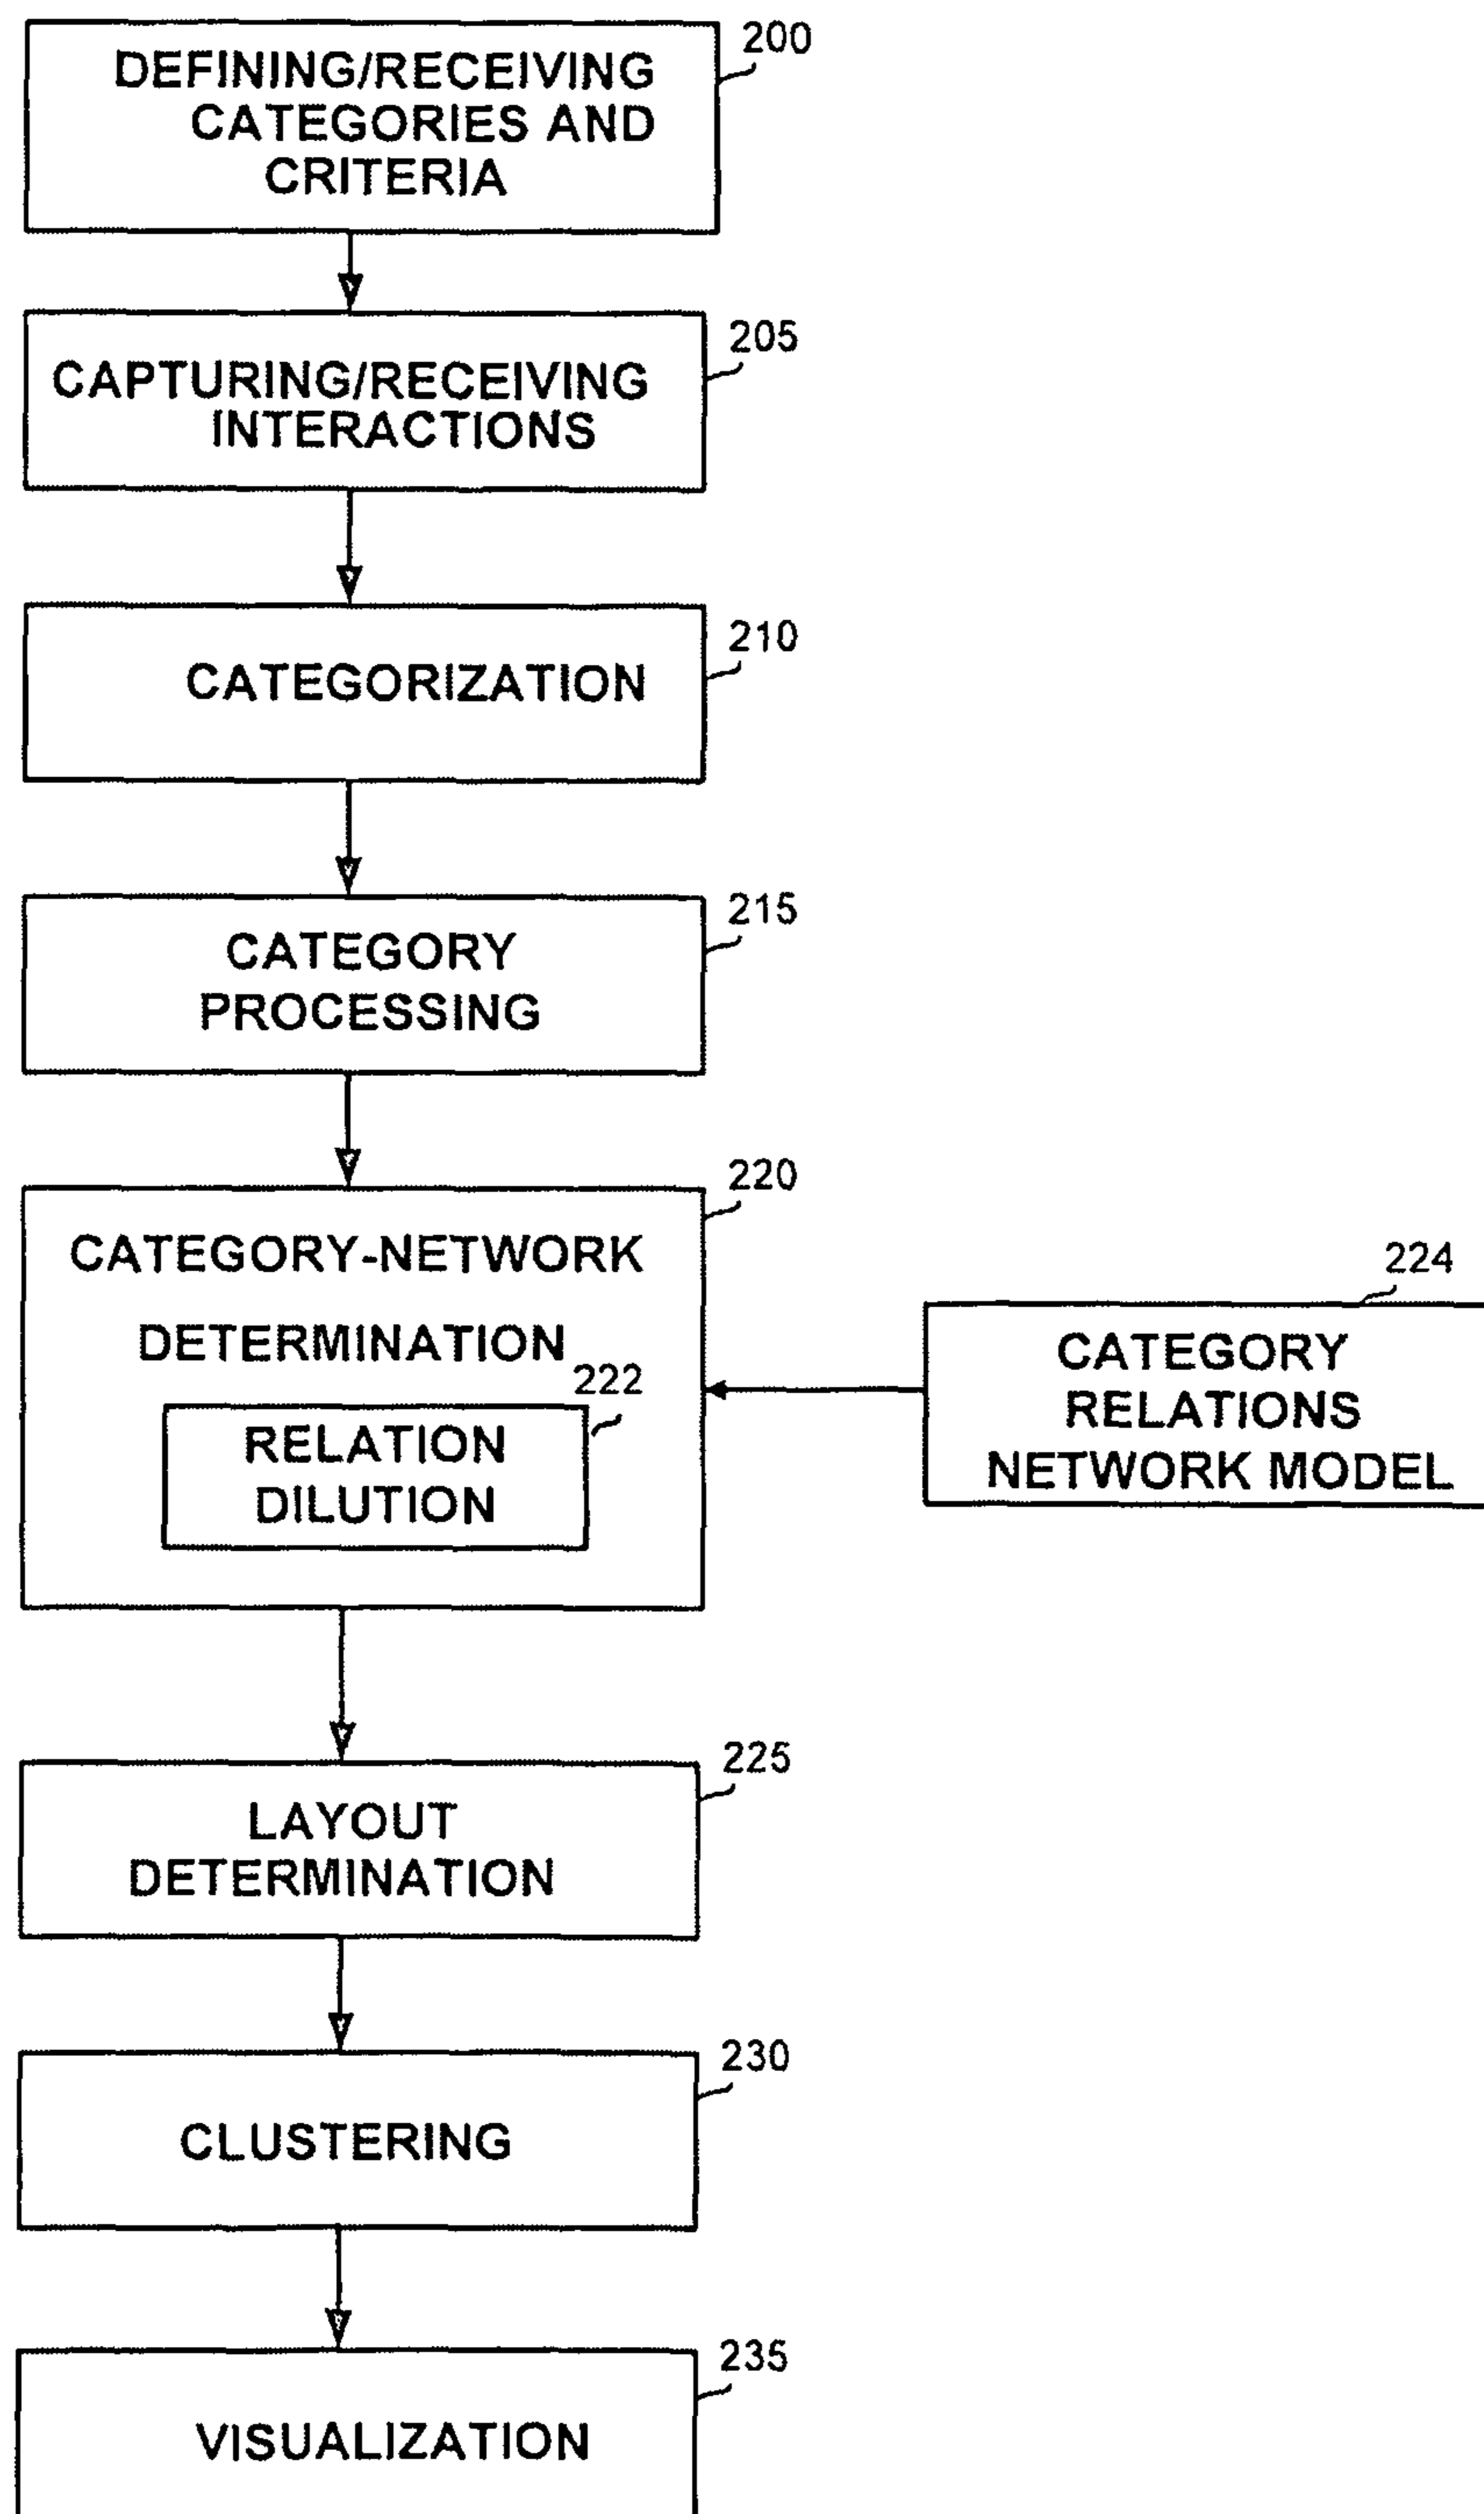 200
DEFINING/RECEIVING
CATEGORIES AND
CRITERIA
205
CAPTURING/RECEIVING
INTERACTIONS
210
CATEGORIZATION
215
CATEGORY
PROCESSING
220
CATEGORY-NETWORK
DETERMINATION
222
RELATION
DILUTION
224
CATEGORY
RELATIONS
NETWORK MODEL
225
LAYOUT
DETERMINATION
230
CLUSTERING
235
VISUALIZATION